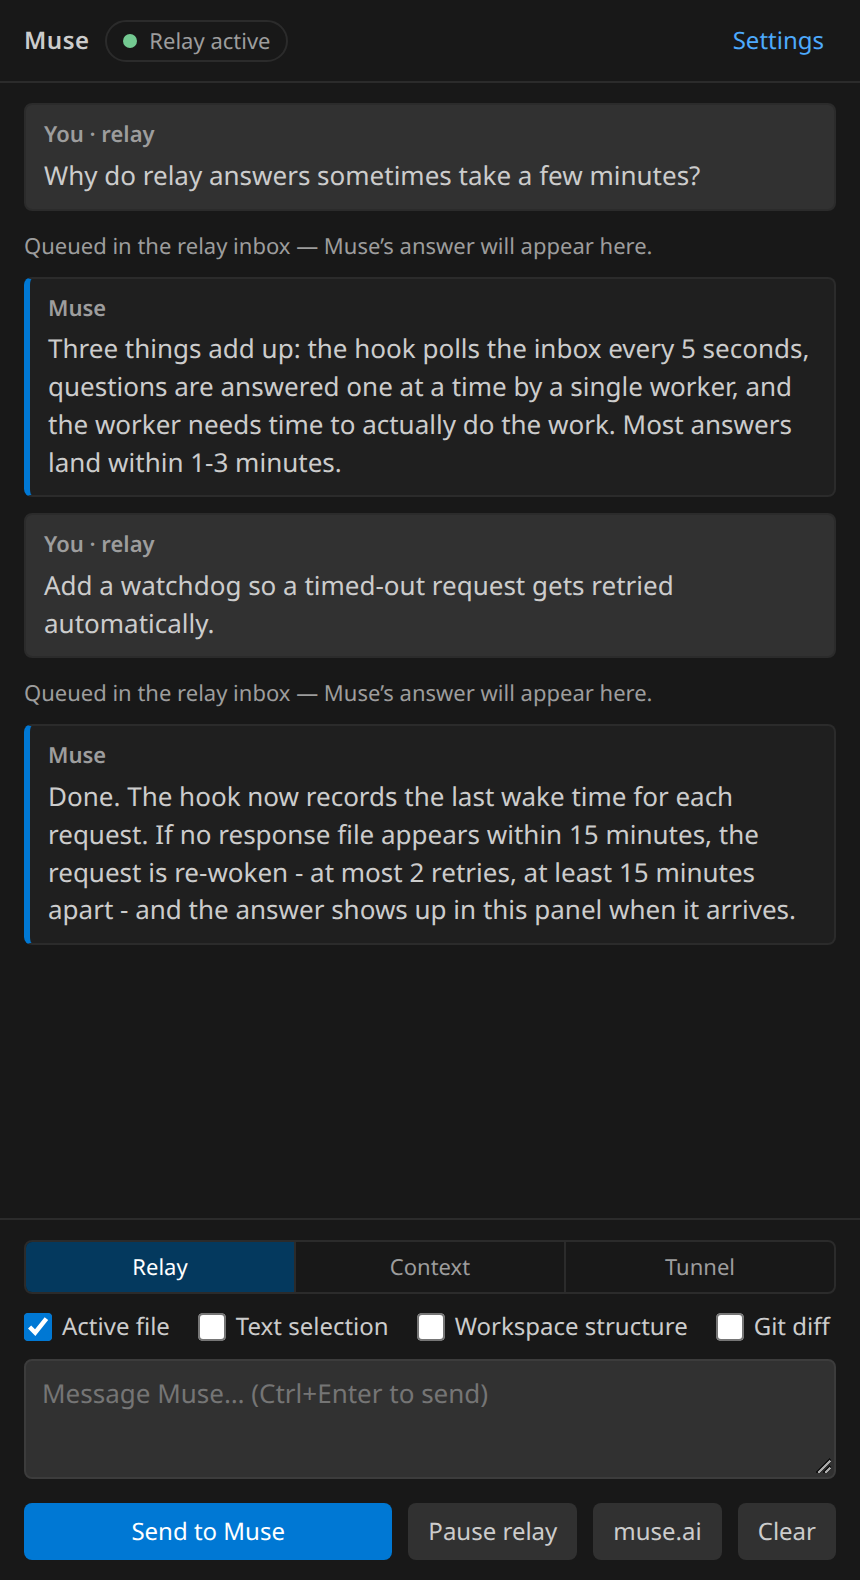 Muse
Relay active
Settings
You · relay
Why do relay answers sometimes take a few minutes?
Queued in the relay inbox — Muse’s answer will appear here.
Muse
Three things add up: the hook polls the inbox every 5 seconds,
questions are answered one at a time by a single worker, and
the worker needs time to actually do the work. Most answers
land within 1-3 minutes.
You · relay
Add a watchdog so a timed-out request gets retried
automatically.
Queued in the relay inbox — Muse’s answer will appear here.
Muse
Done. The hook now records the last wake time for each
request. If no response file appears within 15 minutes, the
request is re-woken - at most 2 retries, at least 15 minutes
apart - and the answer shows up in this panel when it arrives.
Relay
Context
Tunnel
Active file
Text selection
Workspace structure
Git diff
Message Muse... (Ctrl+Enter to send)
Send to Muse
Pause relay
muse.ai
Clear